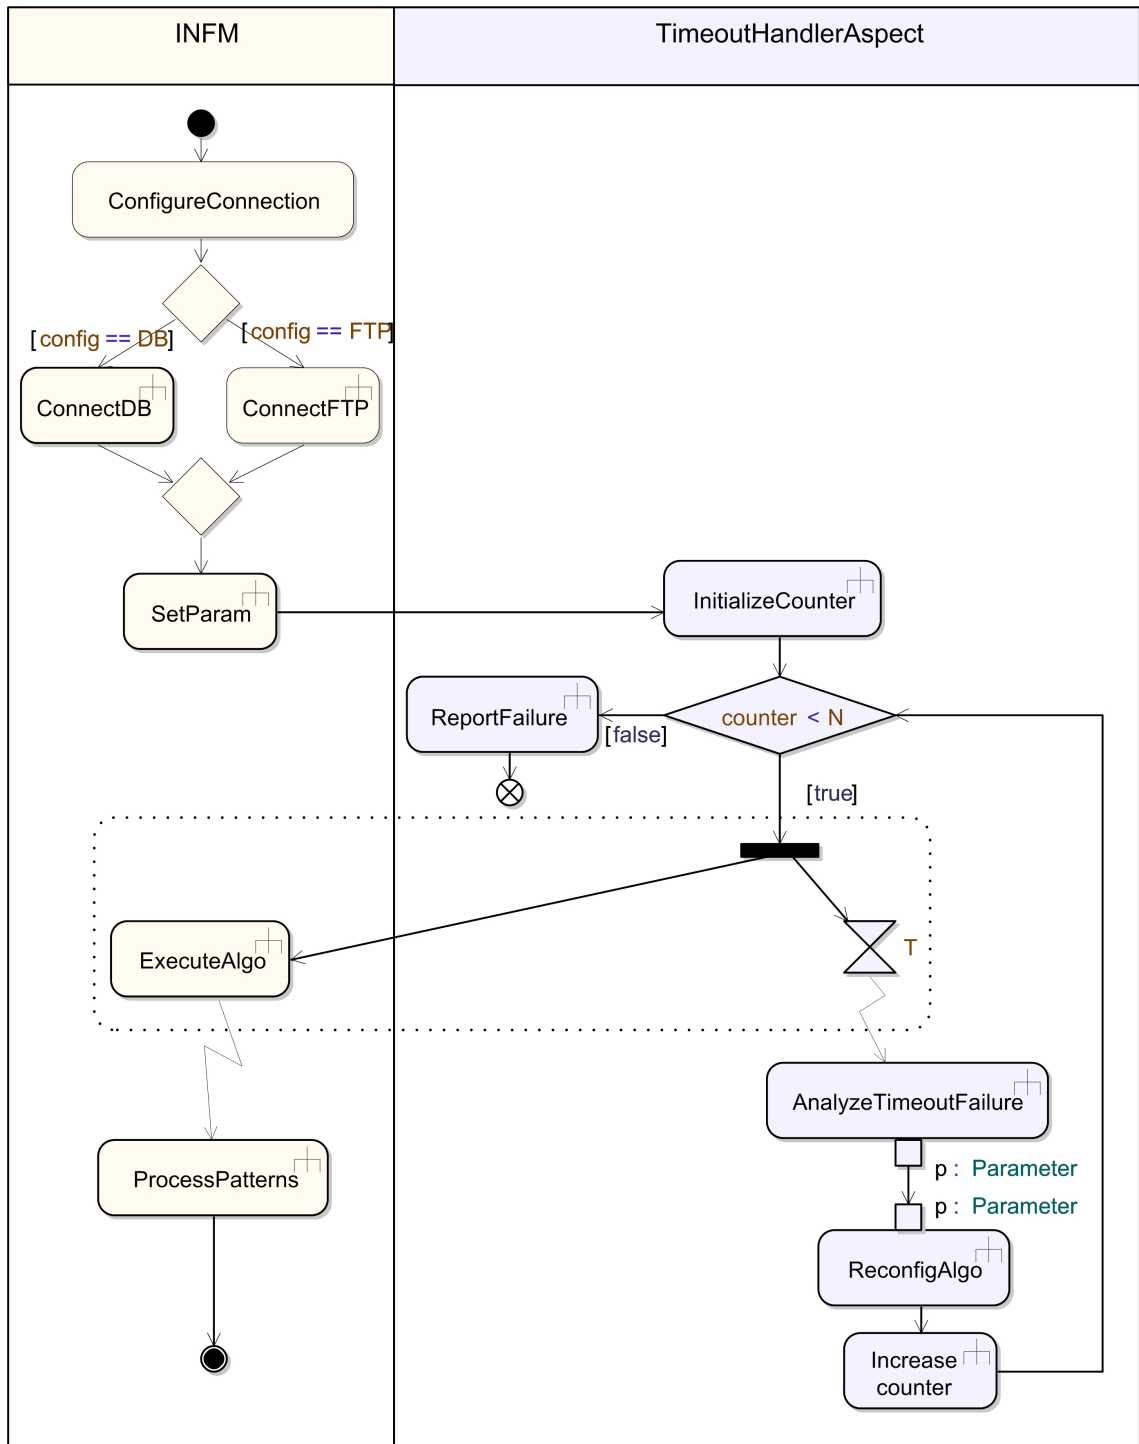 INFM
TimeoutHandlerAspect
ConfigureConnection
[config == DB]
[config == FTP]
ConnectDB
ConnectFTP
SetParam
InitializeCounter
ReportFailure
counter < N
[false]
[true]
ExecuteAlgo
T
AnalyzeTimeoutFailure
p : Parameter
ProcessPatterns
p : Parameter
ReconfigAlgo
Increase
counter